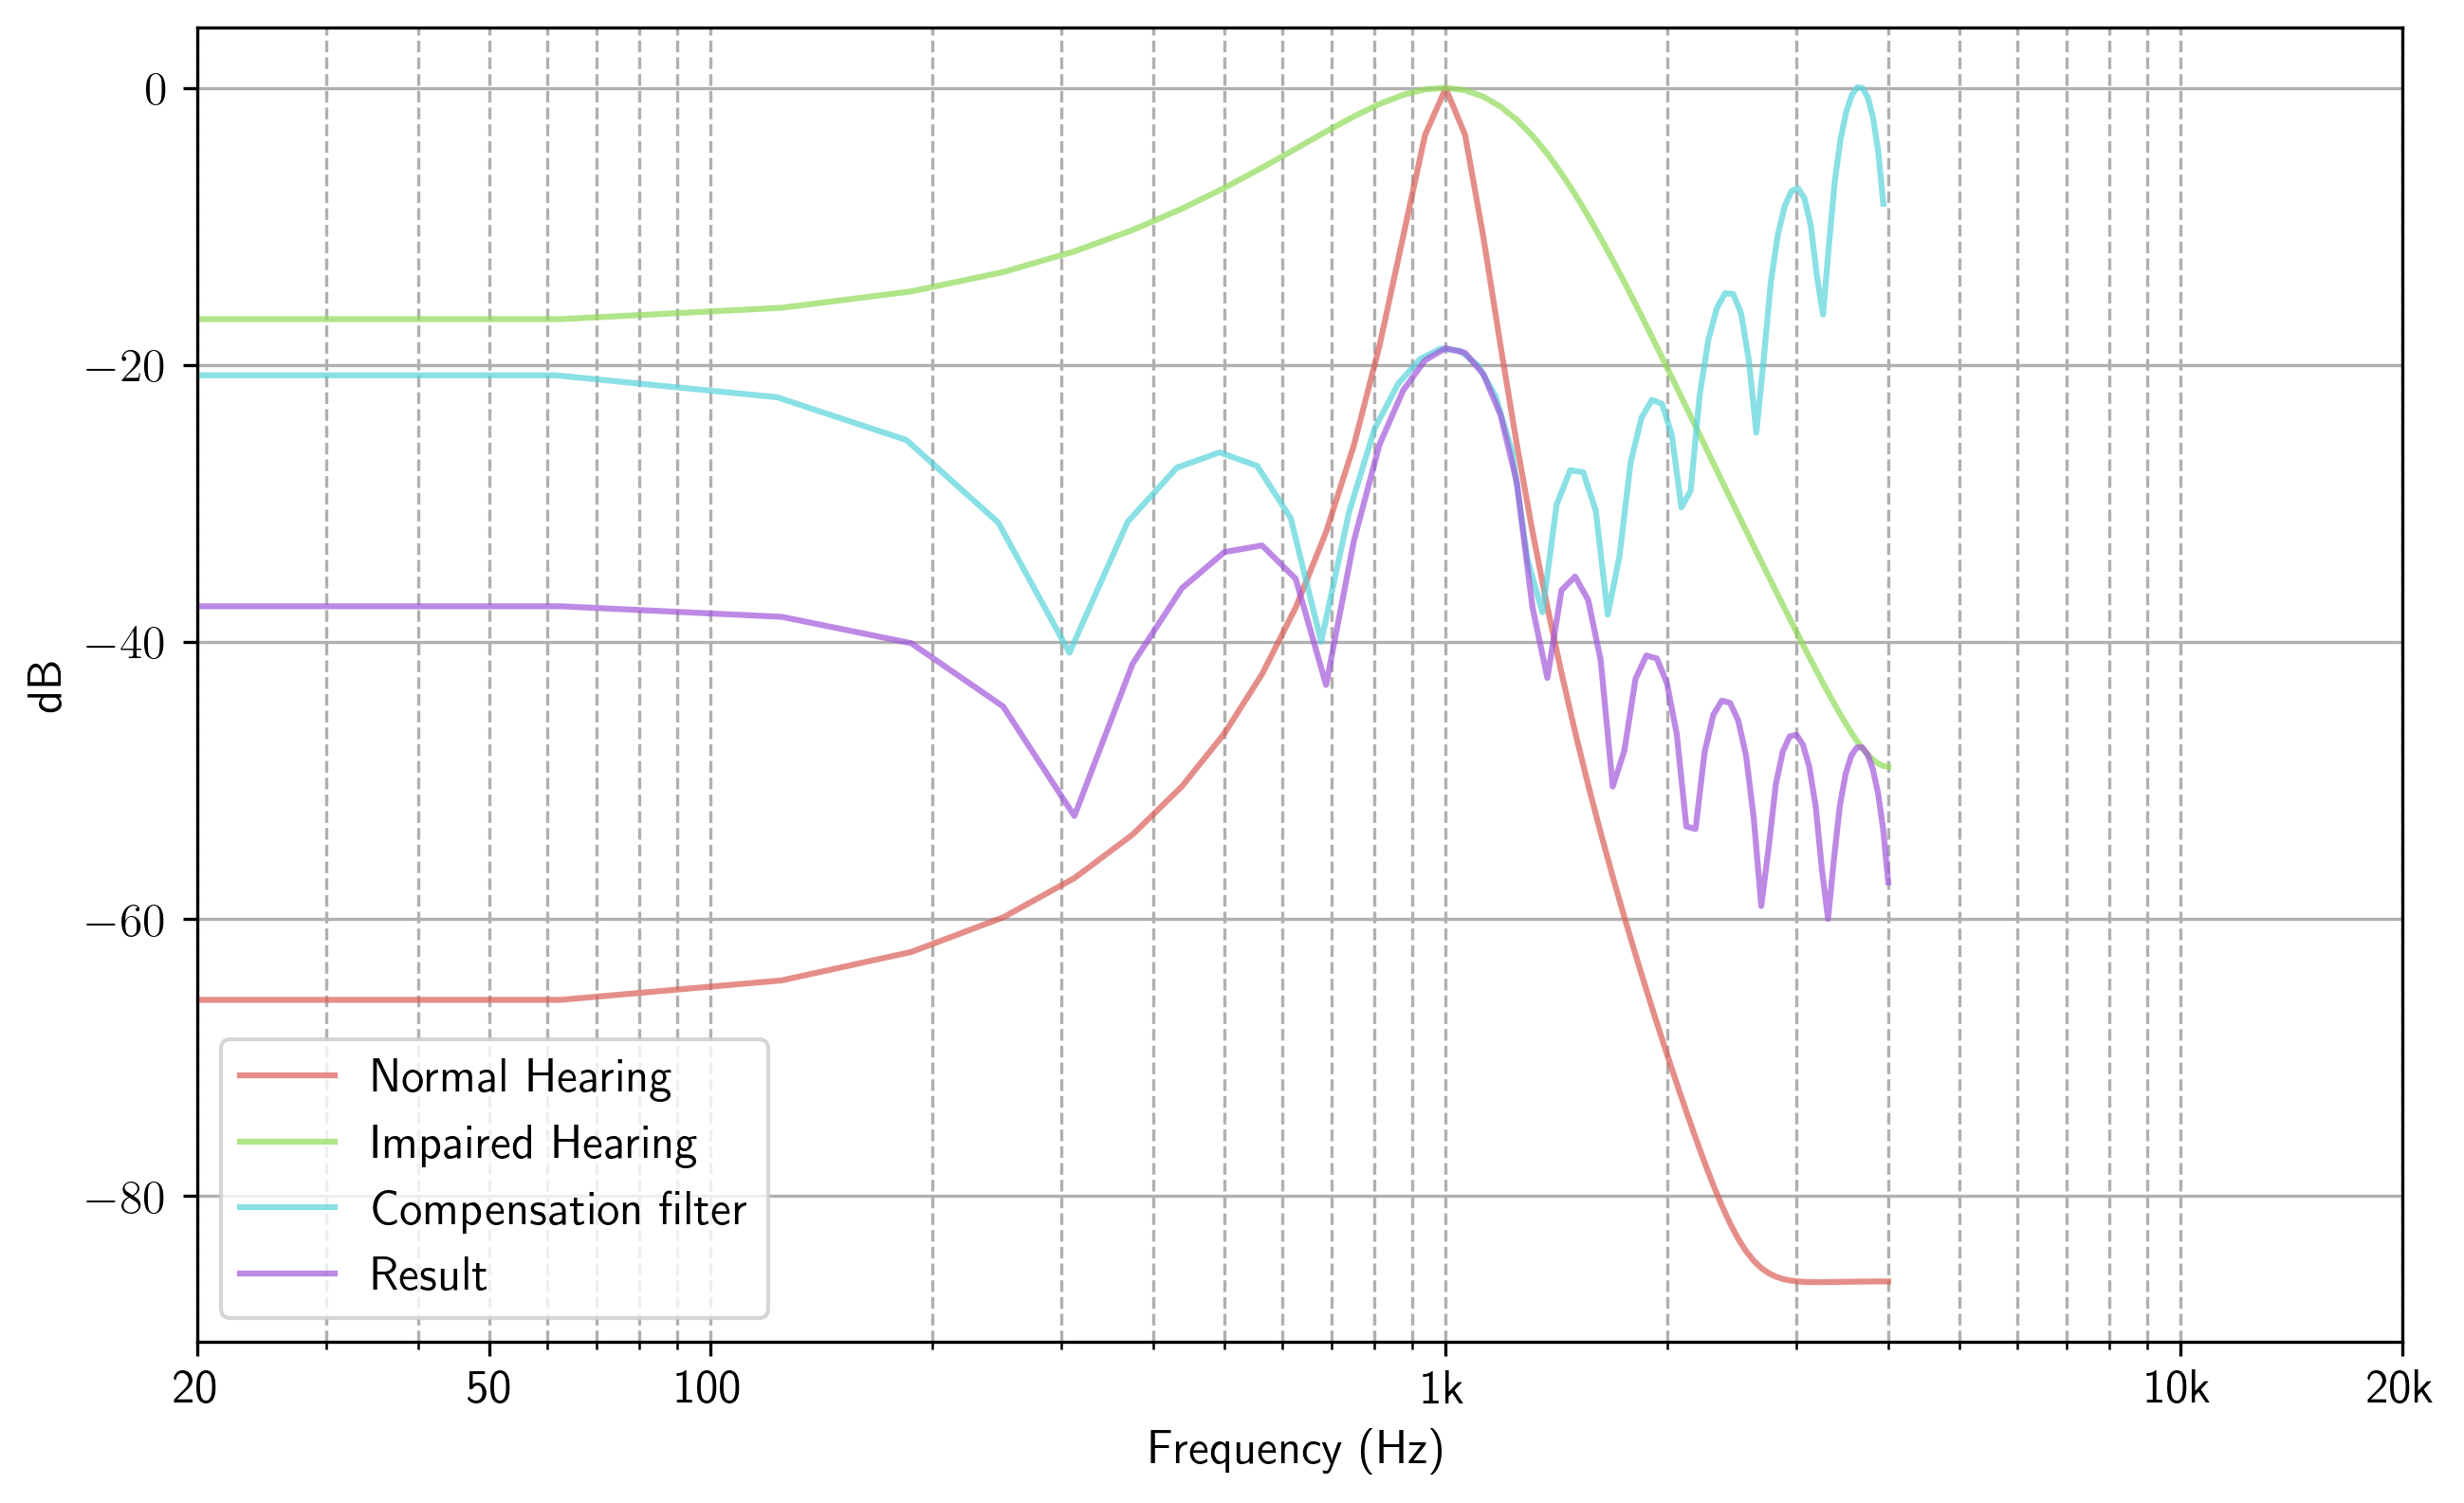 0
−20
−40
−60
−80
dB
Normal Hearing
Impaired Hearing
Compensation filter
Result
20 50 100 1k 10k 20k
Frequency (Hz)